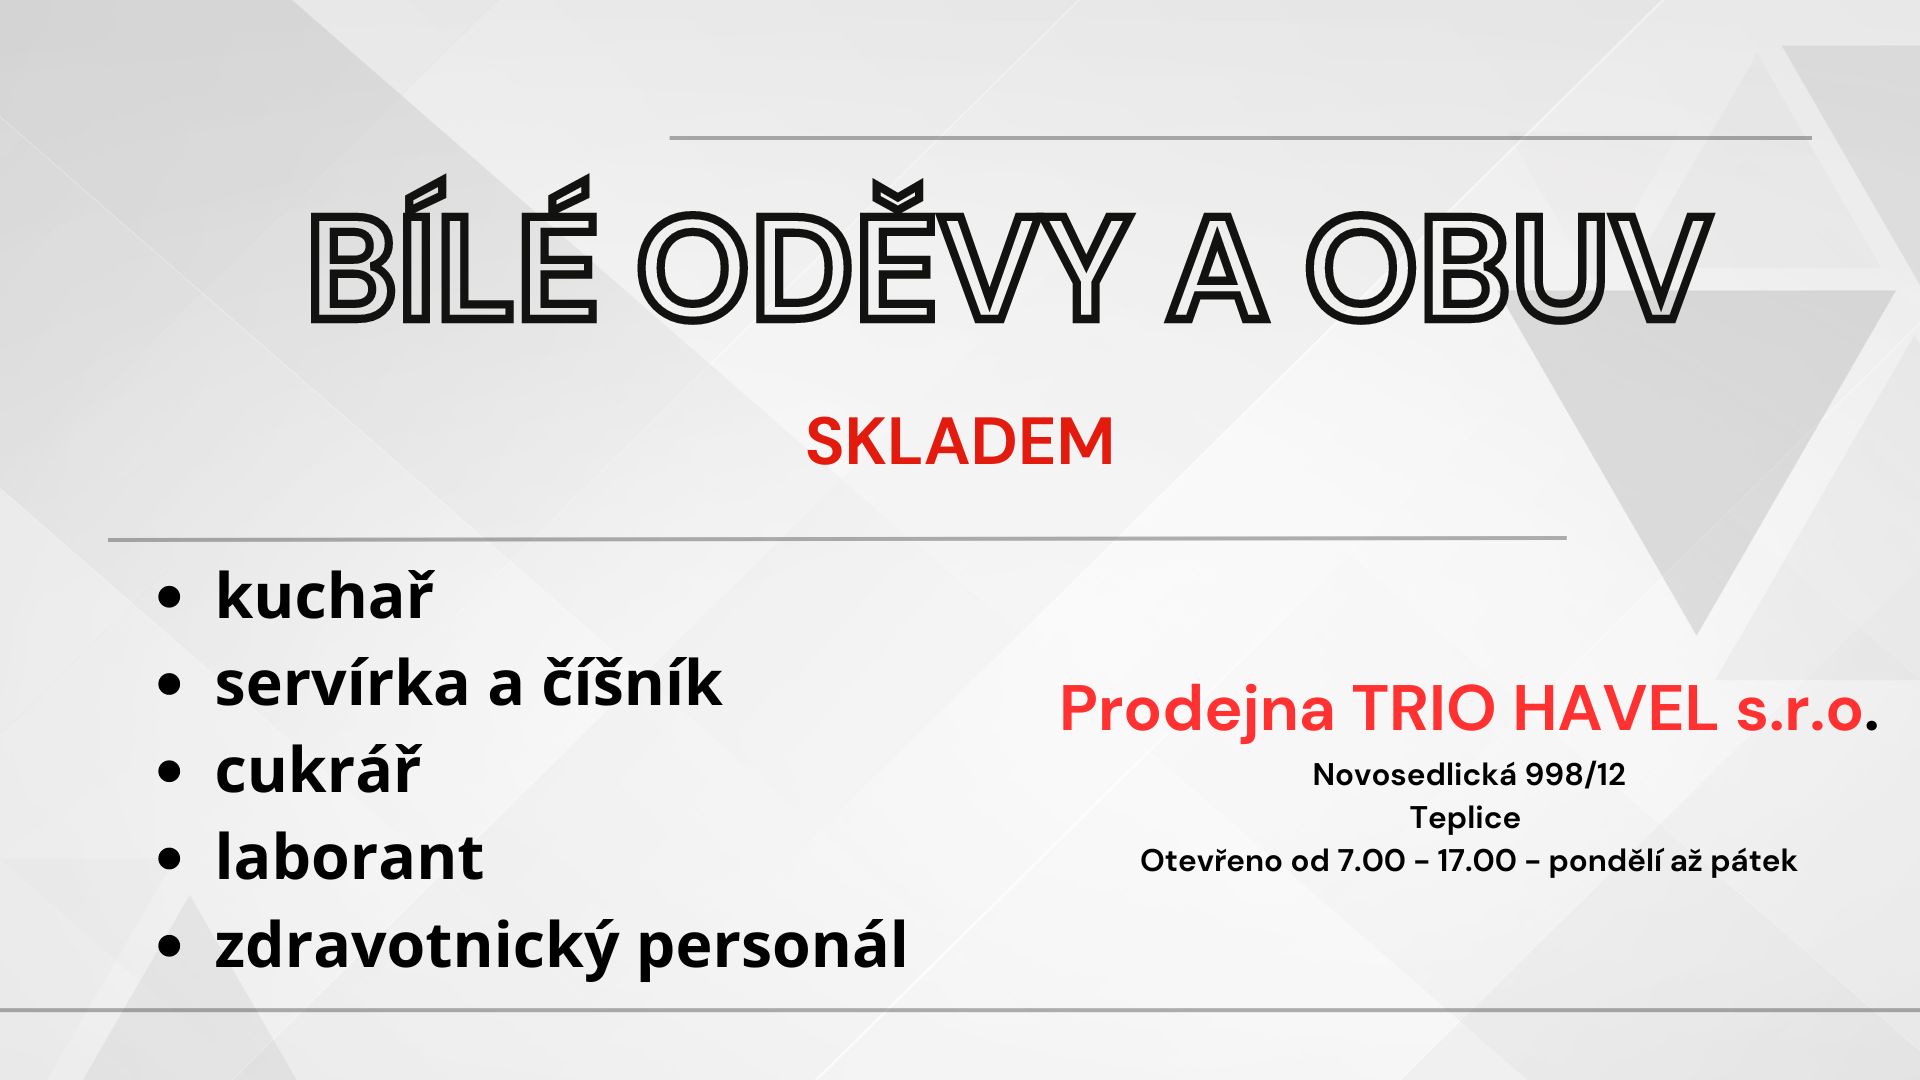 BÍLÉ ODĚVY A OBUV
SKLADEM
• kuchař
• servírka a číšník
• cukrář
• laborant
• zdravotnický personál
Prodejna TRIO HAVEL s.r.o.
Novosedlická 998/12
Teplice
Otevřeno od 7.00 - 17.00 - pondělí až pátek